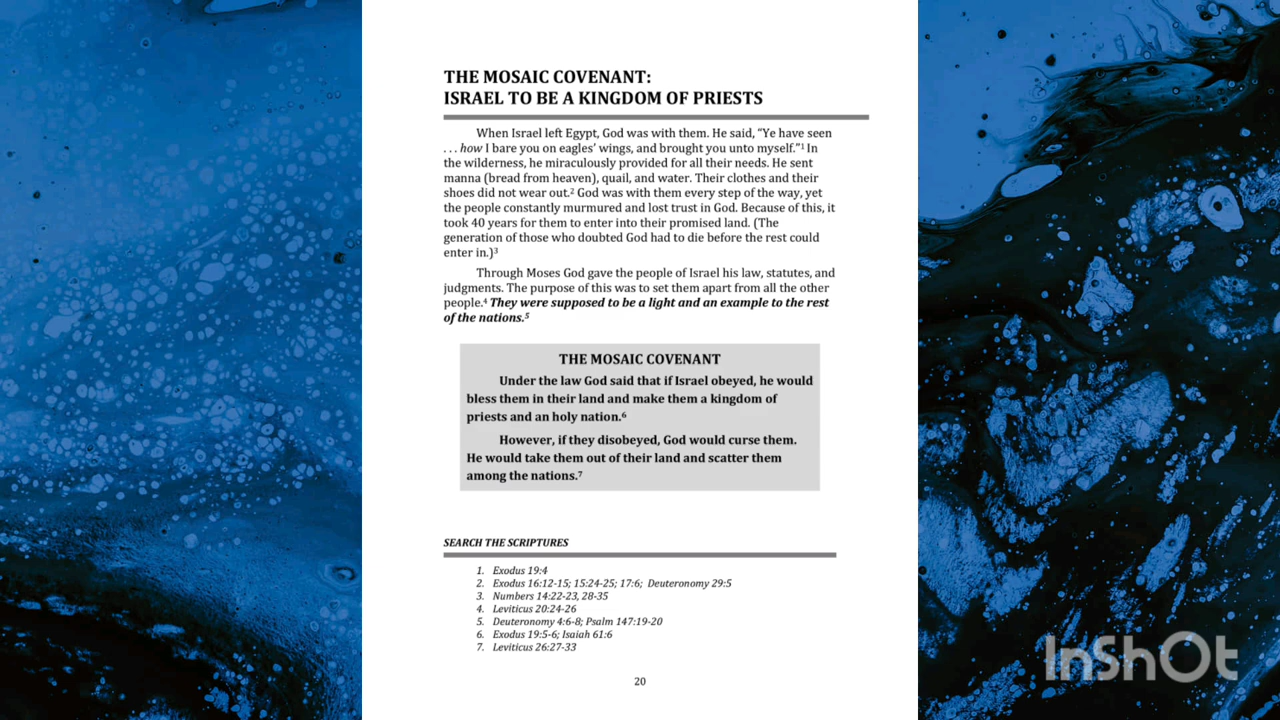 THE MOSAIC COVENANT:
ISRAEL TO BE A KINGDOM OF PRIESTS
When Israel left Egypt, God was with them. He said, “Ye have seen
. . . how I bare you on eagles’ wings, and brought you unto myself.”¹ In
the wilderness, he miraculously provided for all their needs. He sent
manna (bread from heaven), quail, and water. Their clothes and their
shoes did not wear out.² God was with them every step of the way, yet
the people constantly murmured and lost trust in God. Because of this, it
took 40 years for them to enter into their promised land. (The
generation of those who doubted God had to die before the rest could
enter in.)³
Through Moses God gave the people of Israel his law, statutes, and
judgments. The purpose of this was to set them apart from all the other
people.⁴ They were supposed to be a light and an example to the rest
of the nations.⁵
THE MOSAIC COVENANT
Under the law God said that if Israel obeyed, he would
bless them in their land and make them a kingdom of
priests and an holy nation.⁶
However, if they disobeyed, God would curse them.
He would take them out of their land and scatter them
among the nations.⁷
SEARCH THE SCRIPTURES
1. Exodus 19:4
2. Exodus 16:12-15; 15:24-25; 17:6; Deuteronomy 29:5
3. Numbers 14:22-23, 28-35
4. Leviticus 20:24-26
5. Deuteronomy 4:6-8; Psalm 147:19-20
6. Exodus 19:5-6; Isaiah 61:6
7. Leviticus 26:27-33
20
InShOt